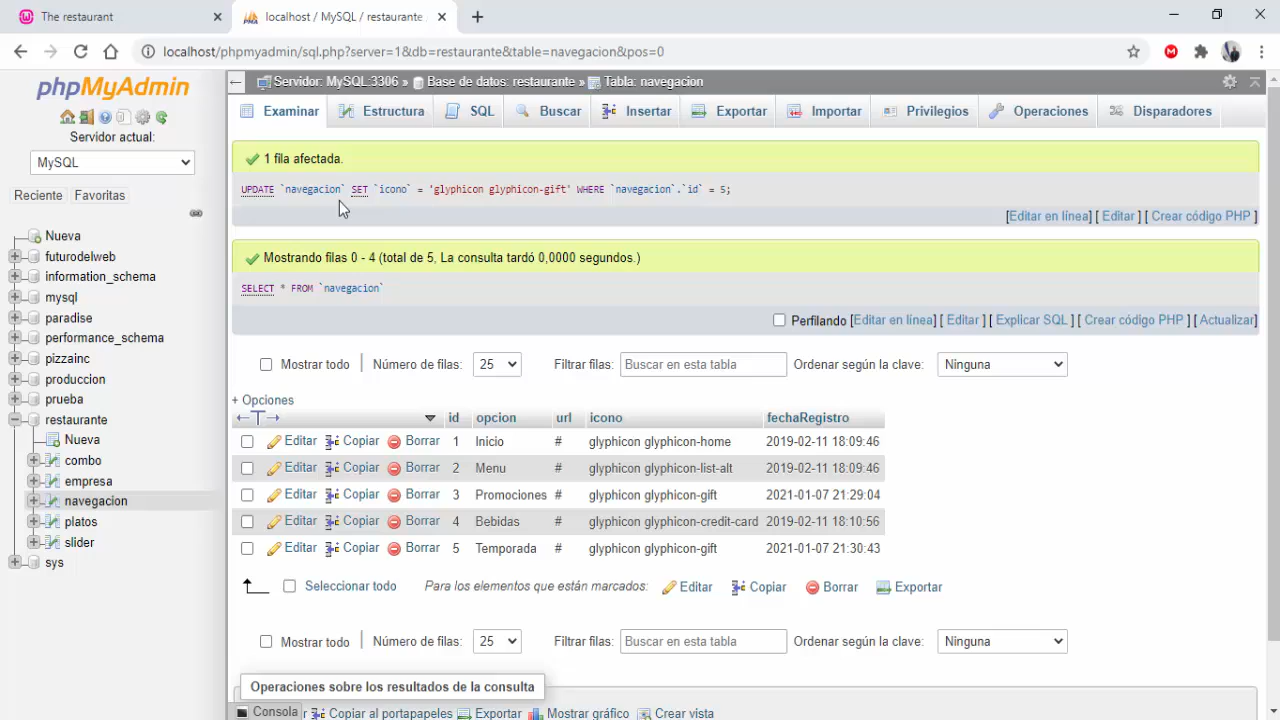 The restaurant
localhost / MySQL / restaurante
localhost/phpmyadmin/sql.php?server=1&db=restaurante&table=navegacion&pos=0
phpMyAdmin
Servidor actual:
MySQL
Reciente Favoritas
Nueva
futurodelweb
information_schema
mysql
paradise
performance_schema
pizzainc
produccion
prueba
restaurante
Nueva
combo
empresa
navegacion
platos
slider
sys
Servidor: MySQL:3306 » Base de datos: restaurante » Tabla: navegacion
Examinar Estructura SQL Buscar Insertar Exportar Importar Privilegios Operaciones Disparadores
1 fila afectada.
UPDATE `navegacion` SET `icono` = 'glyphicon glyphicon-gift' WHERE `navegacion`.`id` = 5;
[Editar en línea] [ Editar ] [ Crear código PHP ]
Mostrando filas 0 - 4 (total de 5, La consulta tardó 0,0000 segundos.)
SELECT * FROM `navegacion`
Perfilando [Editar en línea] [ Editar ] [ Explicar SQL ] [ Crear código PHP ] [ Actualizar]
Mostrar todo Número de filas: 25 Filtrar filas: Buscar en esta tabla Ordenar según la clave: Ninguna
+ Opciones
←T→ id opcion url icono fechaRegistro
Editar Copiar Borrar 1 Inicio # glyphicon glyphicon-home 2019-02-11 18:09:46
Editar Copiar Borrar 2 Menu # glyphicon glyphicon-list-alt 2019-02-11 18:09:46
Editar Copiar Borrar 3 Promociones # glyphicon glyphicon-gift 2021-01-07 21:29:04
Editar Copiar Borrar 4 Bebidas # glyphicon glyphicon-credit-card 2019-02-11 18:10:56
Editar Copiar Borrar 5 Temporada # glyphicon glyphicon-gift 2021-01-07 21:30:43
Seleccionar todo Para los elementos que están marcados: Editar Copiar Borrar Exportar
Mostrar todo Número de filas: 25 Filtrar filas: Buscar en esta tabla Ordenar según la clave: Ninguna
Operaciones sobre los resultados de la consulta
Consola Copiar al portapapeles Exportar Mostrar gráfico Crear vista